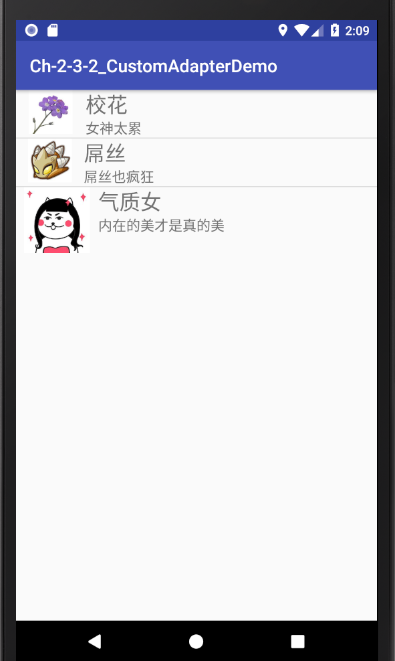 2:09
Ch-2-3-2_CustomAdapterDemo
校花
女神太累
屌丝
屌丝也疯狂
气质女
内在的美才是真的美